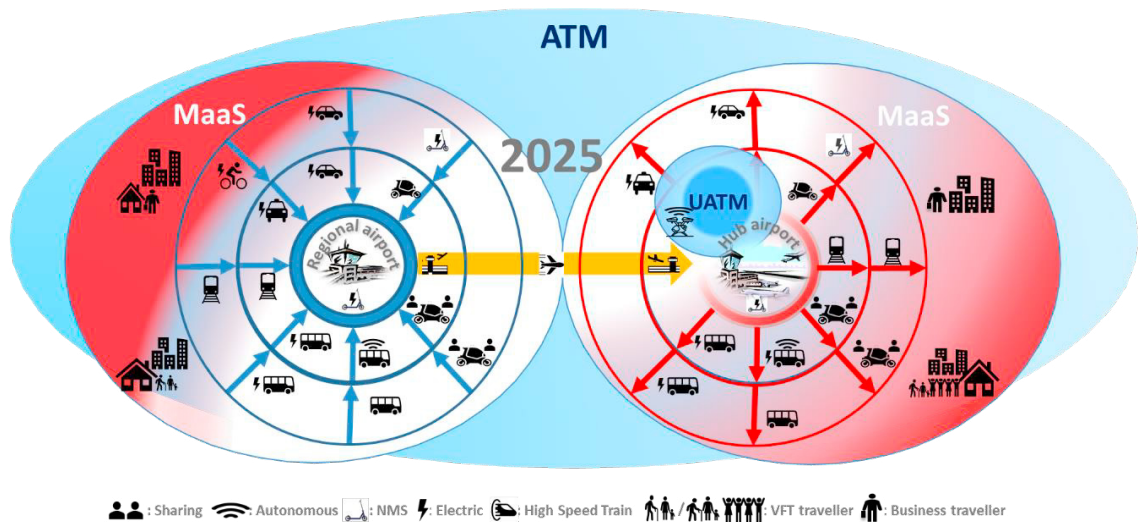 ATM
MaaS
MaaS
2025
UATM
Regional airport
Hub airport
: Sharing
: Autonomous
: NMS
: Electric
: High Speed Train
/
: VFT traveller
: Business traveller